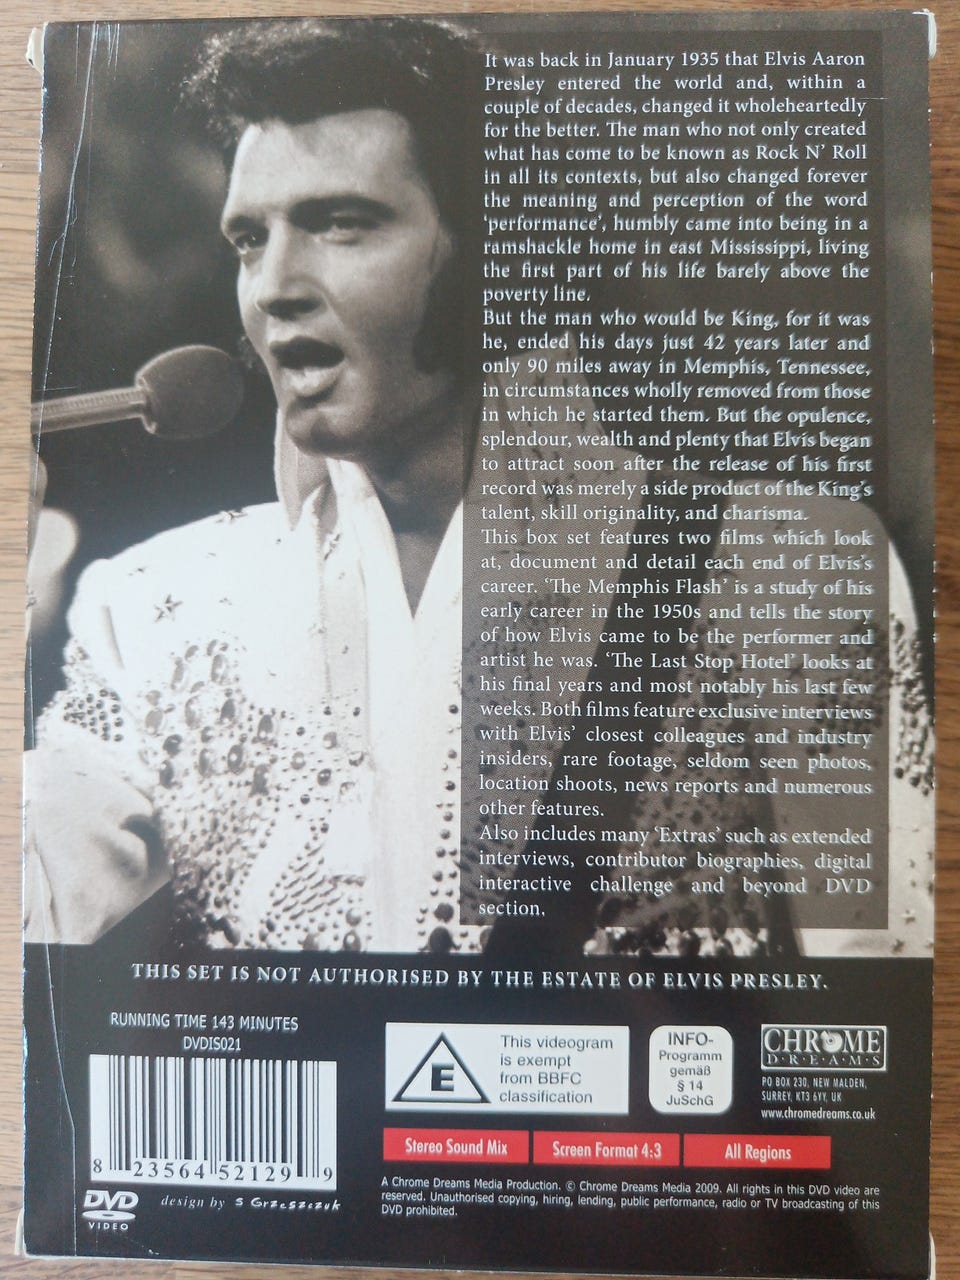 It was back in January 1935 that Elvis Aaron
Presley entered the world and, within a
couple of decades, changed it wholeheartedly
for the better. The man who not only created
what has come to be known as Rock N' Roll
in all its contexts, but also changed forever
the meaning and perception of the word
'performance', humbly came into being in a
ramshackle home in east Mississippi, living
the first part of his life barely above the
poverty line.
But the man who would be King, for it was
he, ended his days just 42 years later and
only 90 miles away in Memphis, Tennessee,
in circumstances wholly removed from those
in which he started them. But the opulence,
splendour, wealth and plenty that Elvis began
to attract soon after the release of his first
record was merely a side product of the King's
talent, skill originality, and charisma.
This box set features two films which look
at, document and detail each end of Elvis's
career. 'The Memphis Flash' is a study of his
early career in the 1950s and tells the story
of how Elvis came to be the performer and
artist he was. 'The Last Stop Hotel' looks at
his final years and most notably his last few
weeks. Both films feature exclusive interviews
with Elvis' closest colleagues and industry
insiders, rare footage, seldom seen photos,
location shoots, news reports and numerous
other features.
Also includes many 'Extras' such as extended
interviews, contributor biographies, digital
interactive challenge and beyond DVD
section.
THIS SET IS NOT AUTHORISED BY THE ESTATE OF ELVIS PRESLEY.
RUNNING TIME 143 MINUTES
DVDIS021
8 23564 52129 9
DVD
VIDEO
design by S Grzeszczuk
E
This videogram
is exempt
from BBFC
classification
INFO-
Programm
gemäß
§ 14
JuSchG
CHROME
D·R·E·A·M·S
PO BOX 230, NEW MALDEN,
SURREY, KT3 6YY, UK
www.chromedreams.co.uk
Stereo Sound Mix
Screen Format 4:3
All Regions
A Chrome Dreams Media Production. © Chrome Dreams Media 2009. All rights in this DVD video are
reserved. Unauthorised copying, hiring, lending, public performance, radio or TV broadcasting of this
DVD prohibited.